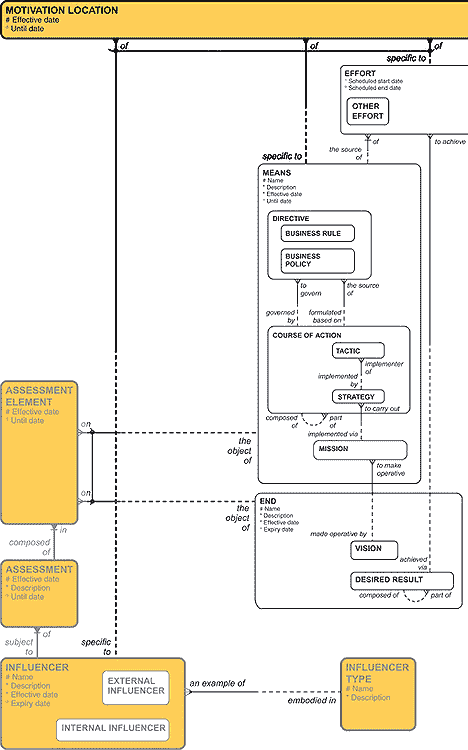 MOTIVATION LOCATION
# Effective date
* Until date
of
of
of
specific to
EFFORT
* Scheduled start date
* Scheduled end date
OTHER
EFFORT
of
to achieve
the source
of
specific to
MEANS
# Name
* Description
* Effective date
* Until date
DIRECTIVE
BUSINESS RULE
BUSINESS
POLICY
to
govern
the source
of
governed
by
formulated
based on
COURSE OF ACTION
TACTIC
implementer
of
implemented
by
STRATEGY
to carry out
composed
of
part
of
implemented via
MISSION
to make
operative
ASSESSMENT
ELEMENT
# Effective date
* Until date
on
the
object of
on
the
object of
in
composed
of
END
# Name
* Description
* Effective date
* Expiry date
made operative by
VISION
achieved
via
DESIRED RESULT
composed of
part of
ASSESSMENT
# Effective date
* Description
* Until date
of
subject
to
specific
to
INFLUENCER
# Name
* Description
* Effective date
* Expiry date
EXTERNAL
INFLUENCER
INTERNAL INFLUENCER
an example of
embodied in
INFLUENCER
TYPE
# Name
* Description